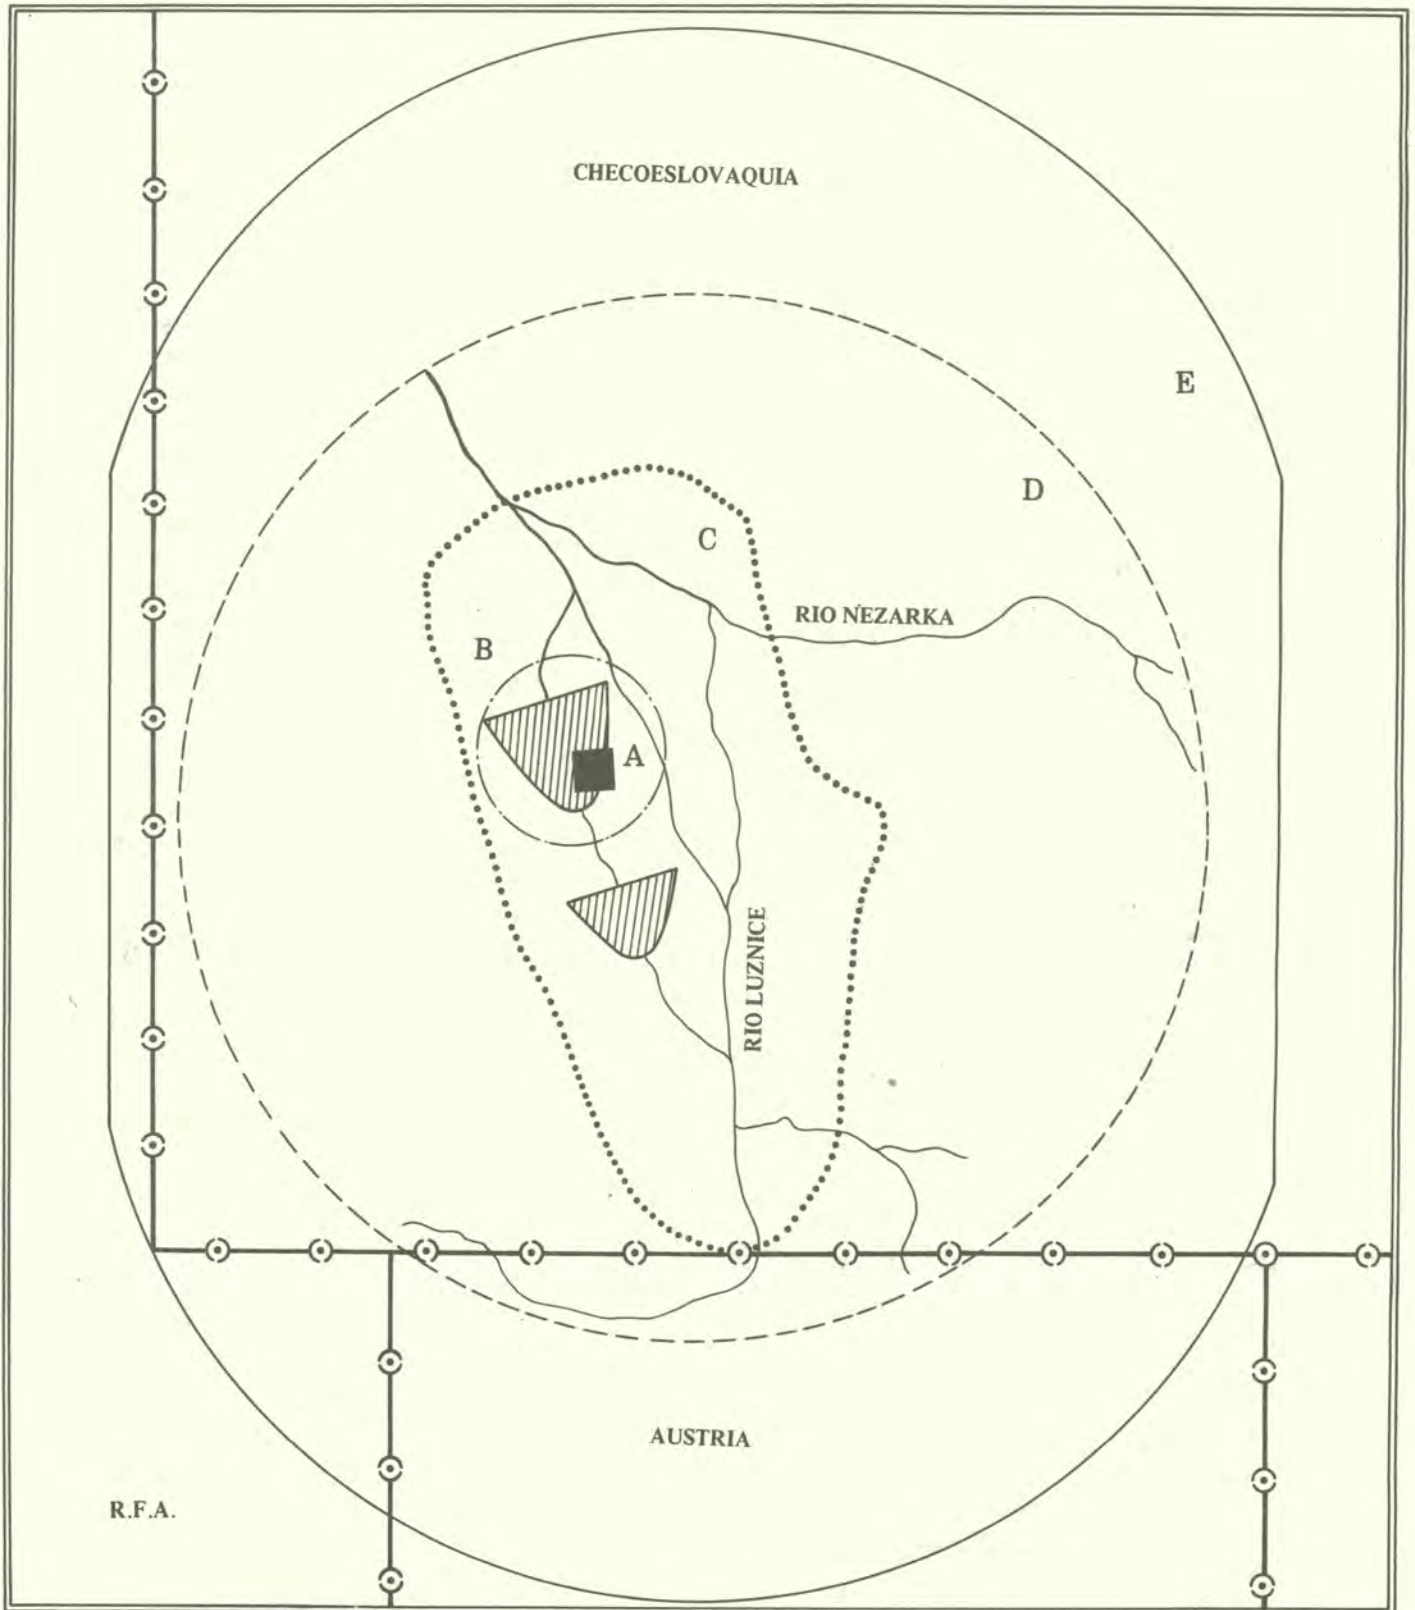 CHECOESLOVAQUIA
E
D
C
RIO NEZARKA
B
A
RIO LUZNICE
AUSTRIA
R.F.A.